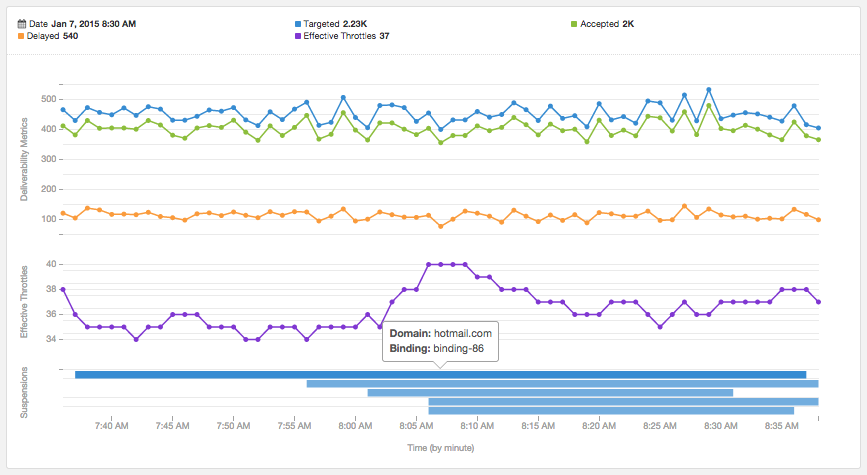 Date Jan 7, 2015 8:30 AM Targeted 2.23K Accepted 2K
Delayed 540 Effective Throttles 37
Deliverability Metrics
500
400
300
200
100
Effective Throttles
40
38
36
34
Domain: hotmail.com
Binding: binding-86
Suspensions
7:40 AM 7:45 AM 7:50 AM 7:55 AM 8:00 AM 8:05 AM 8:10 AM 8:15 AM 8:20 AM 8:25 AM 8:30 AM 8:35 AM
Time (by minute)